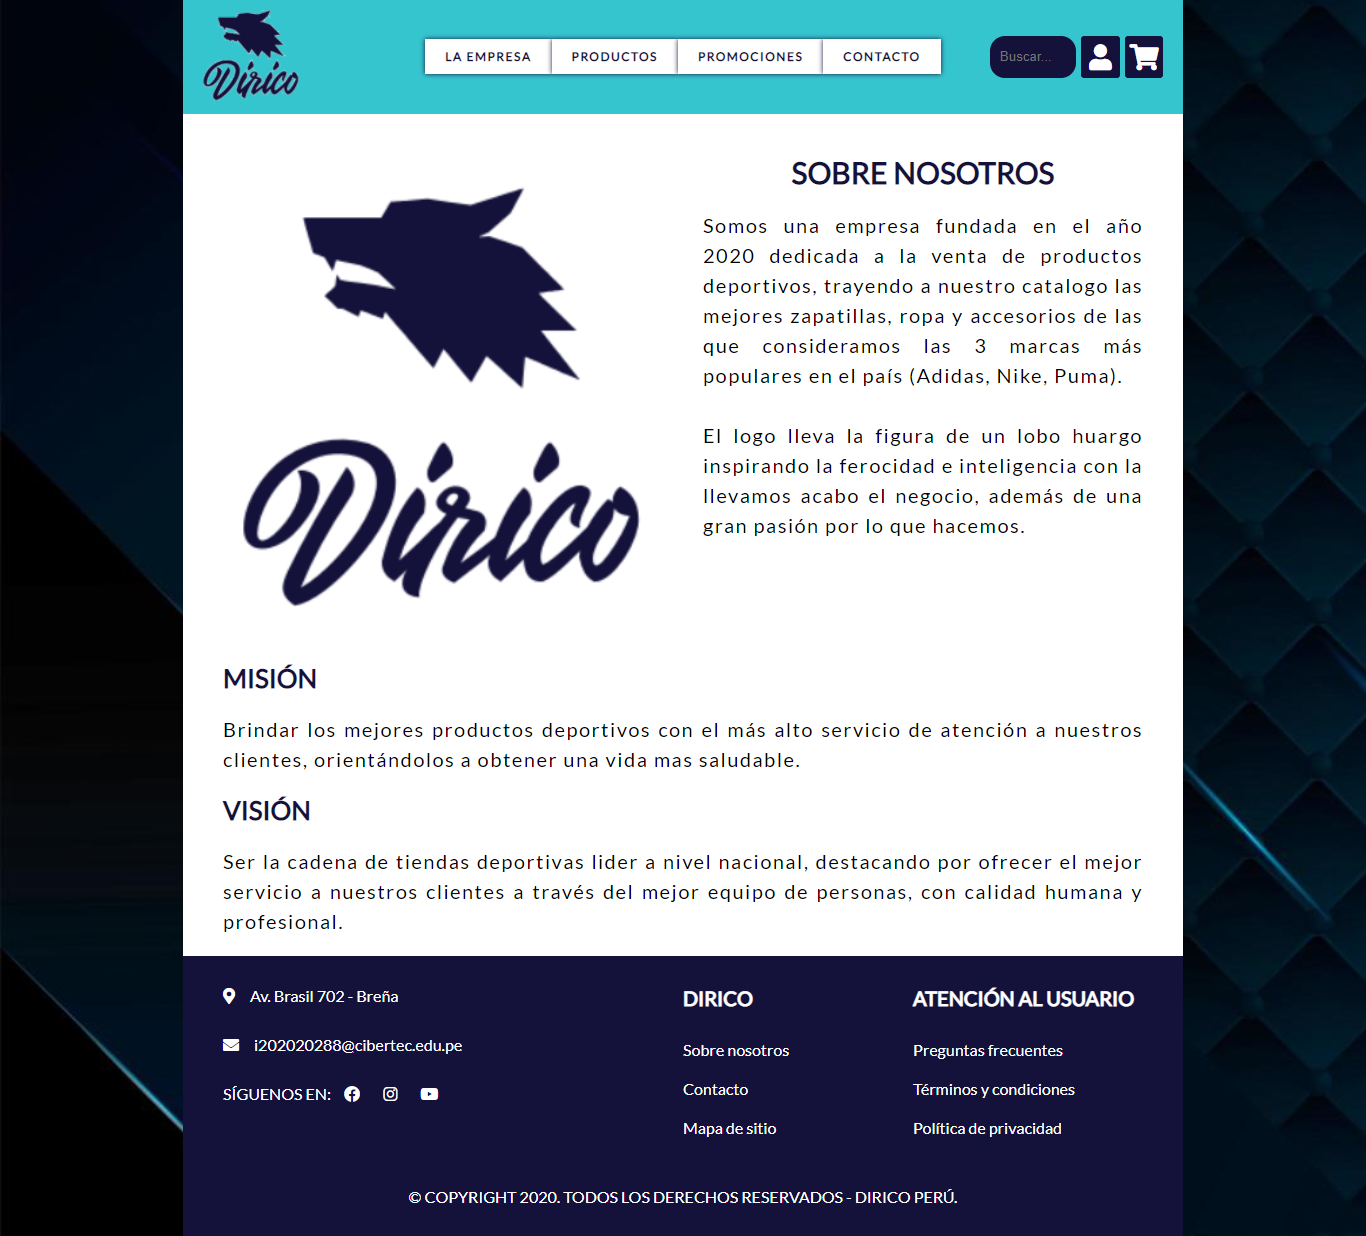 Dirico
LA EMPRESA
PRODUCTOS
PROMOCIONES
CONTACTO
Buscar...
Dirico
SOBRE NOSOTROS
Somos una empresa fundada en el año
2020 dedicada a la venta de productos
deportivos, trayendo a nuestro catalogo las
mejores zapatillas, ropa y accesorios de las
que consideramos las 3 marcas más
populares en el país (Adidas, Nike, Puma).
El logo lleva la figura de un lobo huargo
inspirando la ferocidad e inteligencia con la
llevamos acabo el negocio, además de una
gran pasión por lo que hacemos.
MISIÓN
Brindar los mejores productos deportivos con el más alto servicio de atención a nuestros
clientes, orientándolos a obtener una vida mas saludable.
VISIÓN
Ser la cadena de tiendas deportivas lider a nivel nacional, destacando por ofrecer el mejor
servicio a nuestros clientes a través del mejor equipo de personas, con calidad humana y
profesional.
Av. Brasil 702 - Breña
i202020288@cibertec.edu.pe
SÍGUENOS EN:
DIRICO
Sobre nosotros
Contacto
Mapa de sitio
ATENCIÓN AL USUARIO
Preguntas frecuentes
Términos y condiciones
Política de privacidad
© COPYRIGHT 2020. TODOS LOS DERECHOS RESERVADOS - DIRICO PERÚ.